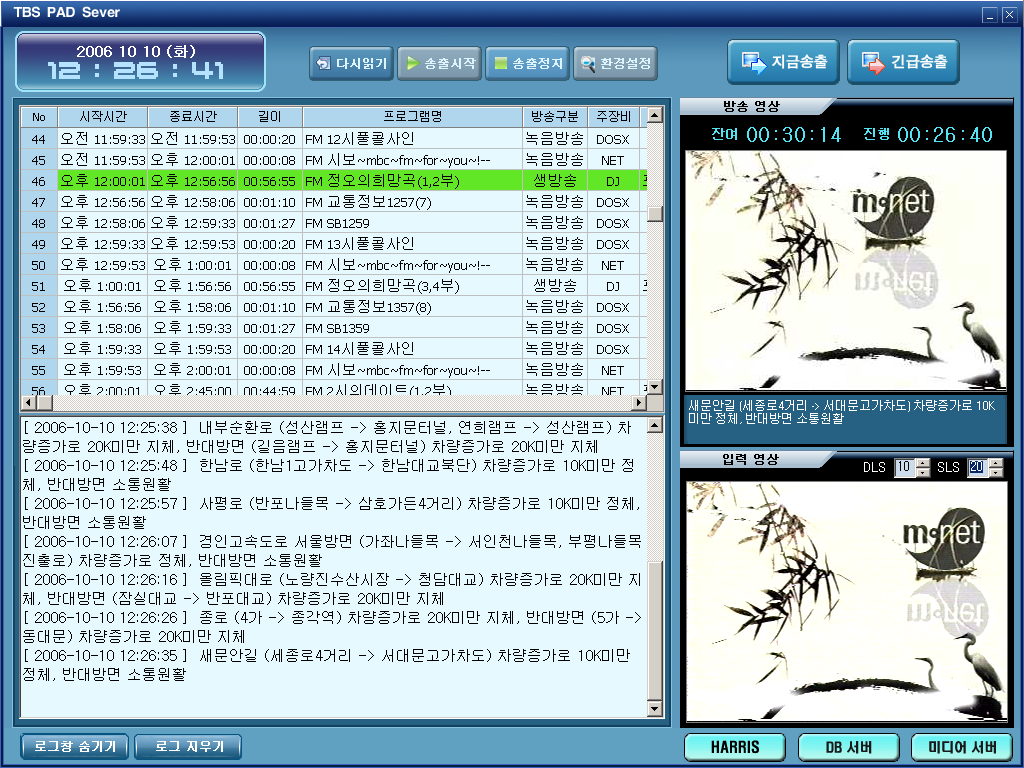 TBS PAD Sever
2006 10 10 (화)
12 : 26 : 41
다시읽기 송출시작 송출정지 환경설정 지금송출 긴급송출
No 시작시간 종료시간 길이 프로그램명 방송구분 주장비
44 오전 11:59:33 오전 11:59:53 00:00:20 FM 12시풀콜사인 녹음방송 DOSX
45 오전 11:59:53 오후 12:00:01 00:00:08 FM 시보~mbc~fm~for~you~!-- 녹음방송 NET
46 오후 12:00:01 오후 12:56:56 00:56:55 FM 정오의희망곡(1,2부) 생방송 DJ
47 오후 12:56:56 오후 12:58:06 00:01:10 FM 교통정보1257(7) 녹음방송 DOSX
48 오후 12:58:06 오후 12:59:33 00:01:27 FM SB1259 녹음방송 DOSX
49 오후 12:59:33 오후 12:59:53 00:00:20 FM 13시풀콜사인 녹음방송 DOSX
50 오후 12:59:53 오후 1:00:01 00:00:08 FM 시보~mbc~fm~for~you~!-- 녹음방송 NET
51 오후 1:00:01 오후 1:56:56 00:56:55 FM 정오의희망곡(3,4부) 생방송 DJ
52 오후 1:56:56 오후 1:58:06 00:01:10 FM 교통정보1357(8) 녹음방송 DOSX
53 오후 1:58:06 오후 1:59:33 00:01:27 FM SB1359 녹음방송 DOSX
54 오후 1:59:33 오후 1:59:53 00:00:20 FM 14시풀콜사인 녹음방송 DOSX
55 오후 1:59:53 오후 2:00:01 00:00:08 FM 시보~mbc~fm~for~you~!-- 녹음방송 NET
56 오후 2:00:01 오후 2:45:00 00:44:59 FM 2시의데이트(1,2부) 녹음방송 NET
[ 2006-10-10 12:25:38 ] 내부순환로 (성산램프 -> 홍지문터널, 연희램프 -> 성산램프) 차
량증가로 20K미만 지체, 반대방면 (길음램프 -> 홍지문터널) 차량증가로 20K미만 지체
[ 2006-10-10 12:25:48 ] 한남로 (한남1고가차도 -> 한남대교북단) 차량증가로 10K미만 정
체, 반대방면 소통원활
[ 2006-10-10 12:25:57 ] 사평로 (반포나들목 -> 삼호가든4거리) 차량증가로 10K미만 정체,
반대방면 소통원활
[ 2006-10-10 12:26:07 ] 경인고속도로 서울방면 (가좌나들목 -> 서인천나들목, 부평나들목
진출로) 차량증가로 정체, 반대방면 소통원활
[ 2006-10-10 12:26:16 ] 올림픽대로 (노량진수산시장 -> 청담대교) 차량증가로 20K미만 지
체, 반대방면 (잠실대교 -> 반포대교) 차량증가로 20K미만 지체
[ 2006-10-10 12:26:26 ] 종로 (4가 -> 종각역) 차량증가로 20K미만 지체, 반대방면 (5가 ->
동대문) 차량증가로 20K미만 지체
[ 2006-10-10 12:26:35 ] 새문안길 (세종로4거리 -> 서대문고가차도) 차량증가로 10K미만
정체, 반대방면 소통원활
로그창 숨기기 로그 지우기
방송 영상
잔여 00:30:14 진행 00:26:40
m.net
새문안길 (세종로4거리 -> 서대문고가차도) 차량증가로 10K
미만 정체, 반대방면 소통원활
입력 영상 DLS 10 SLS 20
m.net
HARRIS DB 서버 미디어 서버